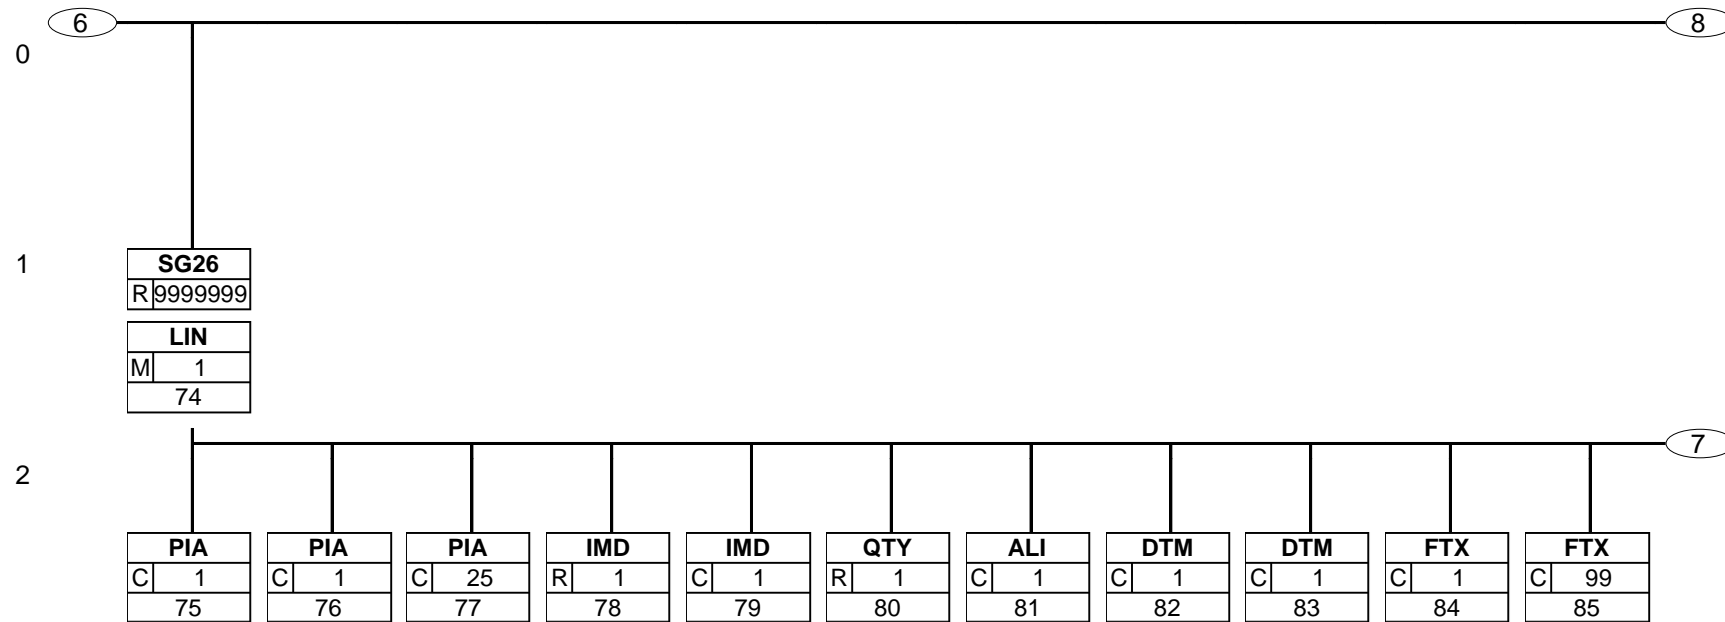 6 8
0
1 SG26
R 9999999
LIN
M 1
74
7
2
PIA PIA PIA IMD IMD QTY ALI DTM DTM FTX FTX
C 1 C 1 C 25 R 1 C 1 R 1 C 1 C 1 C 1 C 1 C 99
75 76 77 78 79 80 81 82 83 84 85